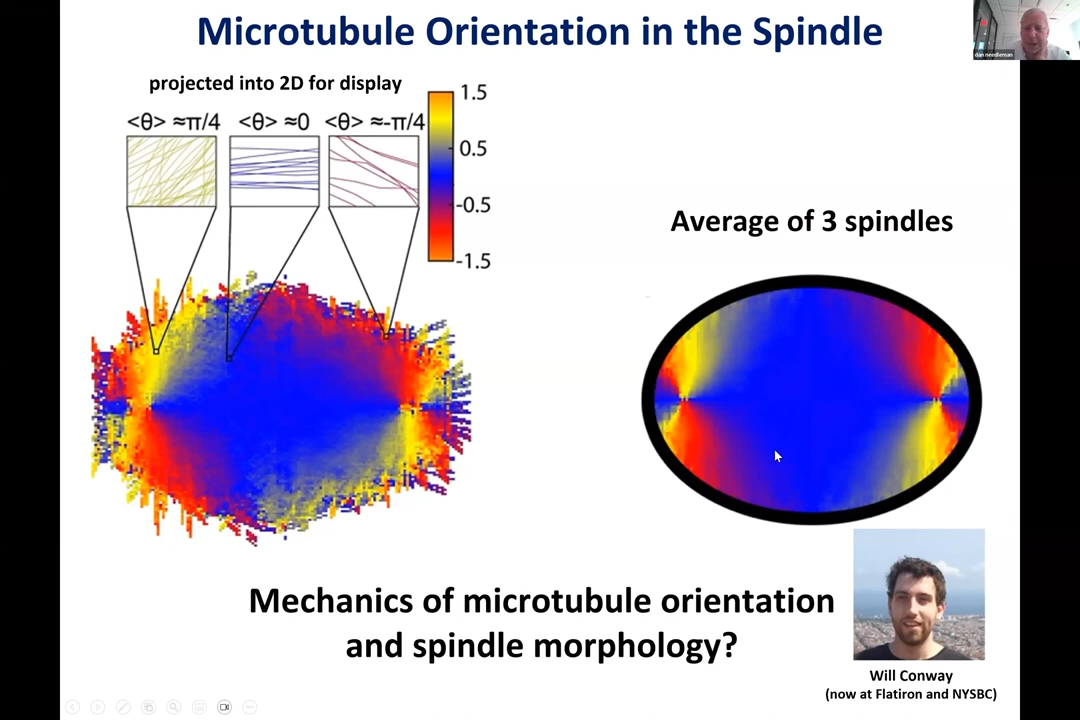 Microtubule Orientation in the Spindle
dan needleman
projected into 2D for display
<θ> ≈π/4
<θ> ≈0
<θ> ≈-π/4
1.5
0.5
-0.5
-1.5
Average of 3 spindles
Mechanics of microtubule orientation
and spindle morphology?
Will Conway
(now at Flatiron and NYSBC)